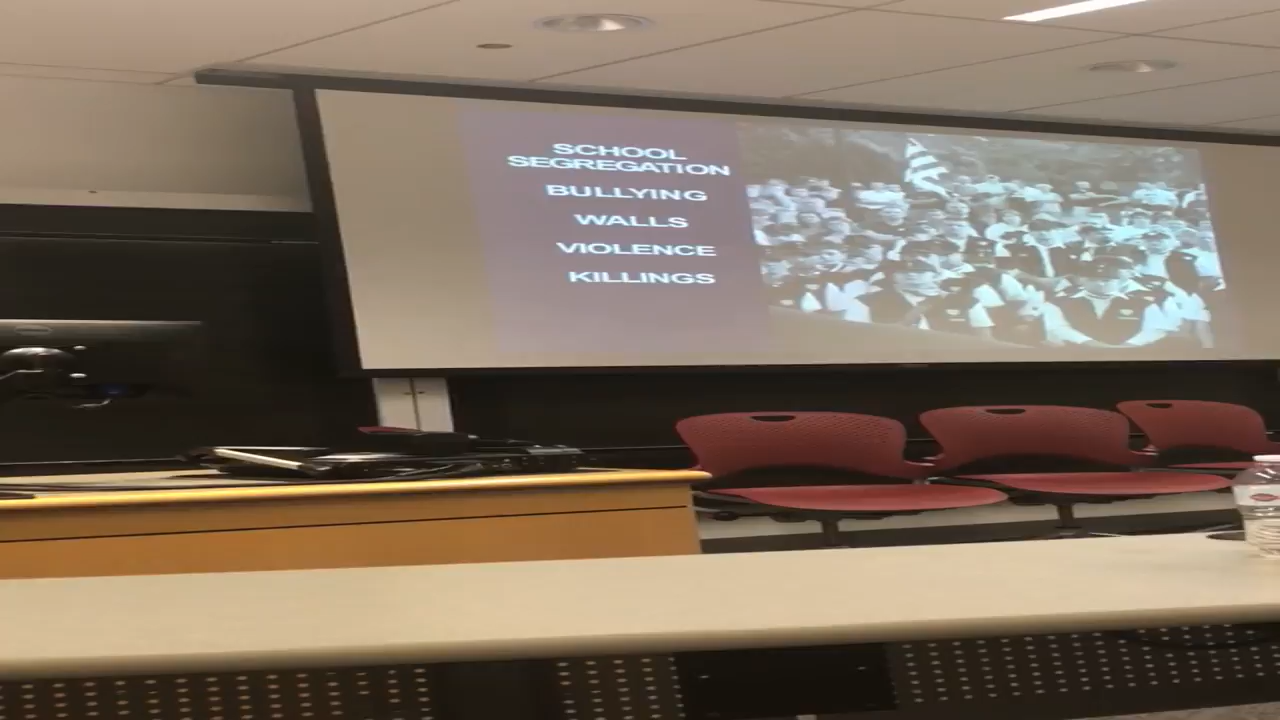 SCHOOL
SEGREGATION
BULLYING
WALLS
VIOLENCE
KILLINGS